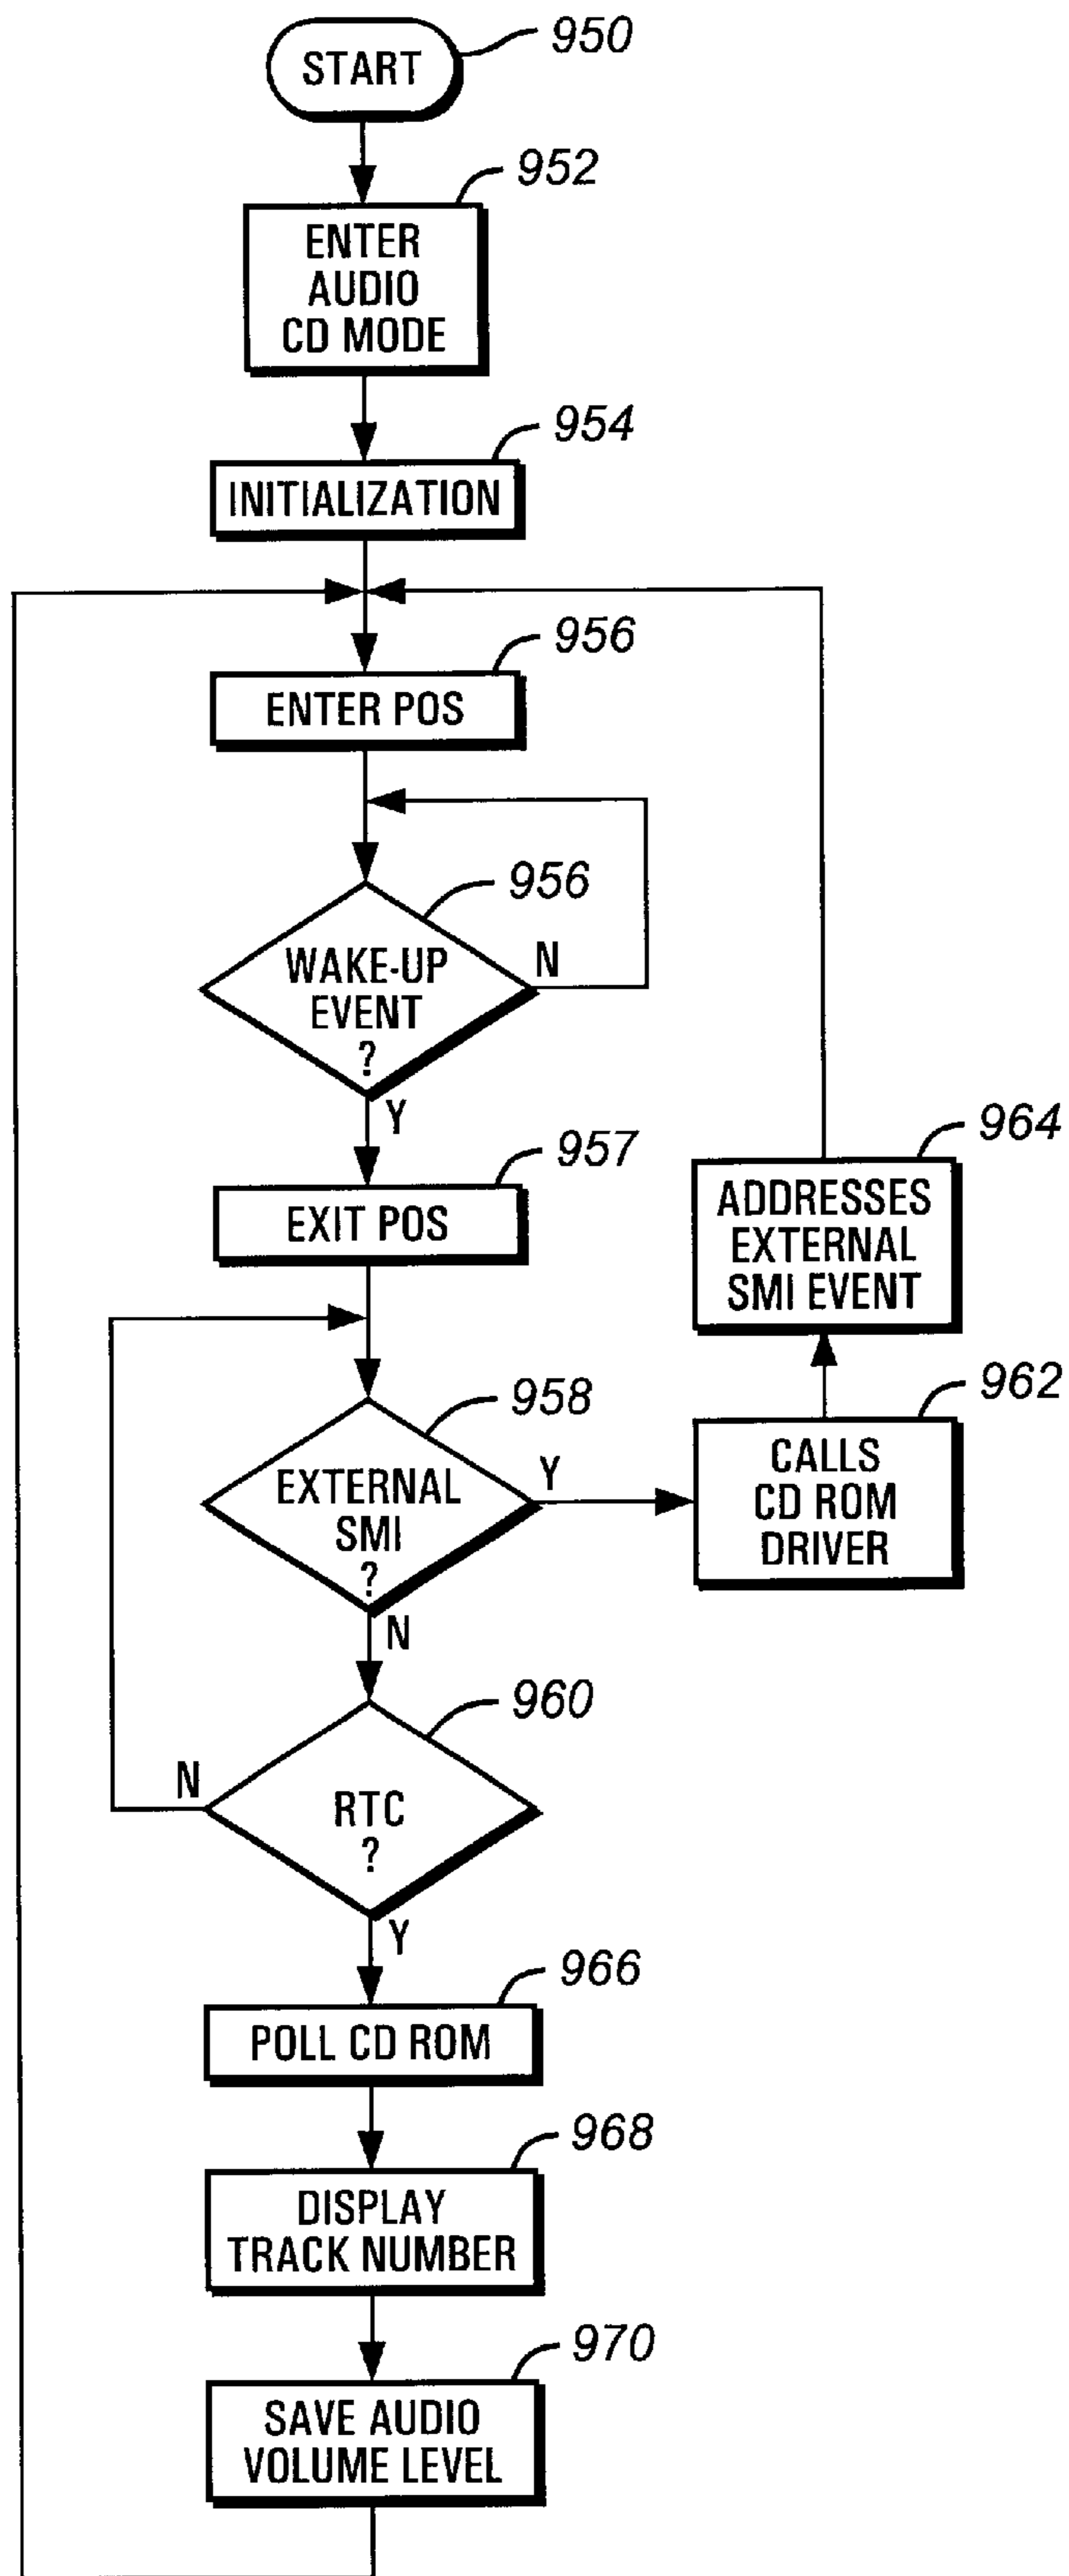 950
START
952
ENTER
AUDIO
CD MODE
954
INITIALIZATION
956
ENTER POS
956
WAKE-UP
EVENT
?
N
Y
957
EXIT POS
964
ADDRESSES
EXTERNAL
SMI EVENT
958
EXTERNAL
SMI
?
Y
N
962
CALLS
CD ROM
DRIVER
960
RTC
?
N
Y
966
POLL CD ROM
968
DISPLAY
TRACK NUMBER
970
SAVE AUDIO
VOLUME LEVEL